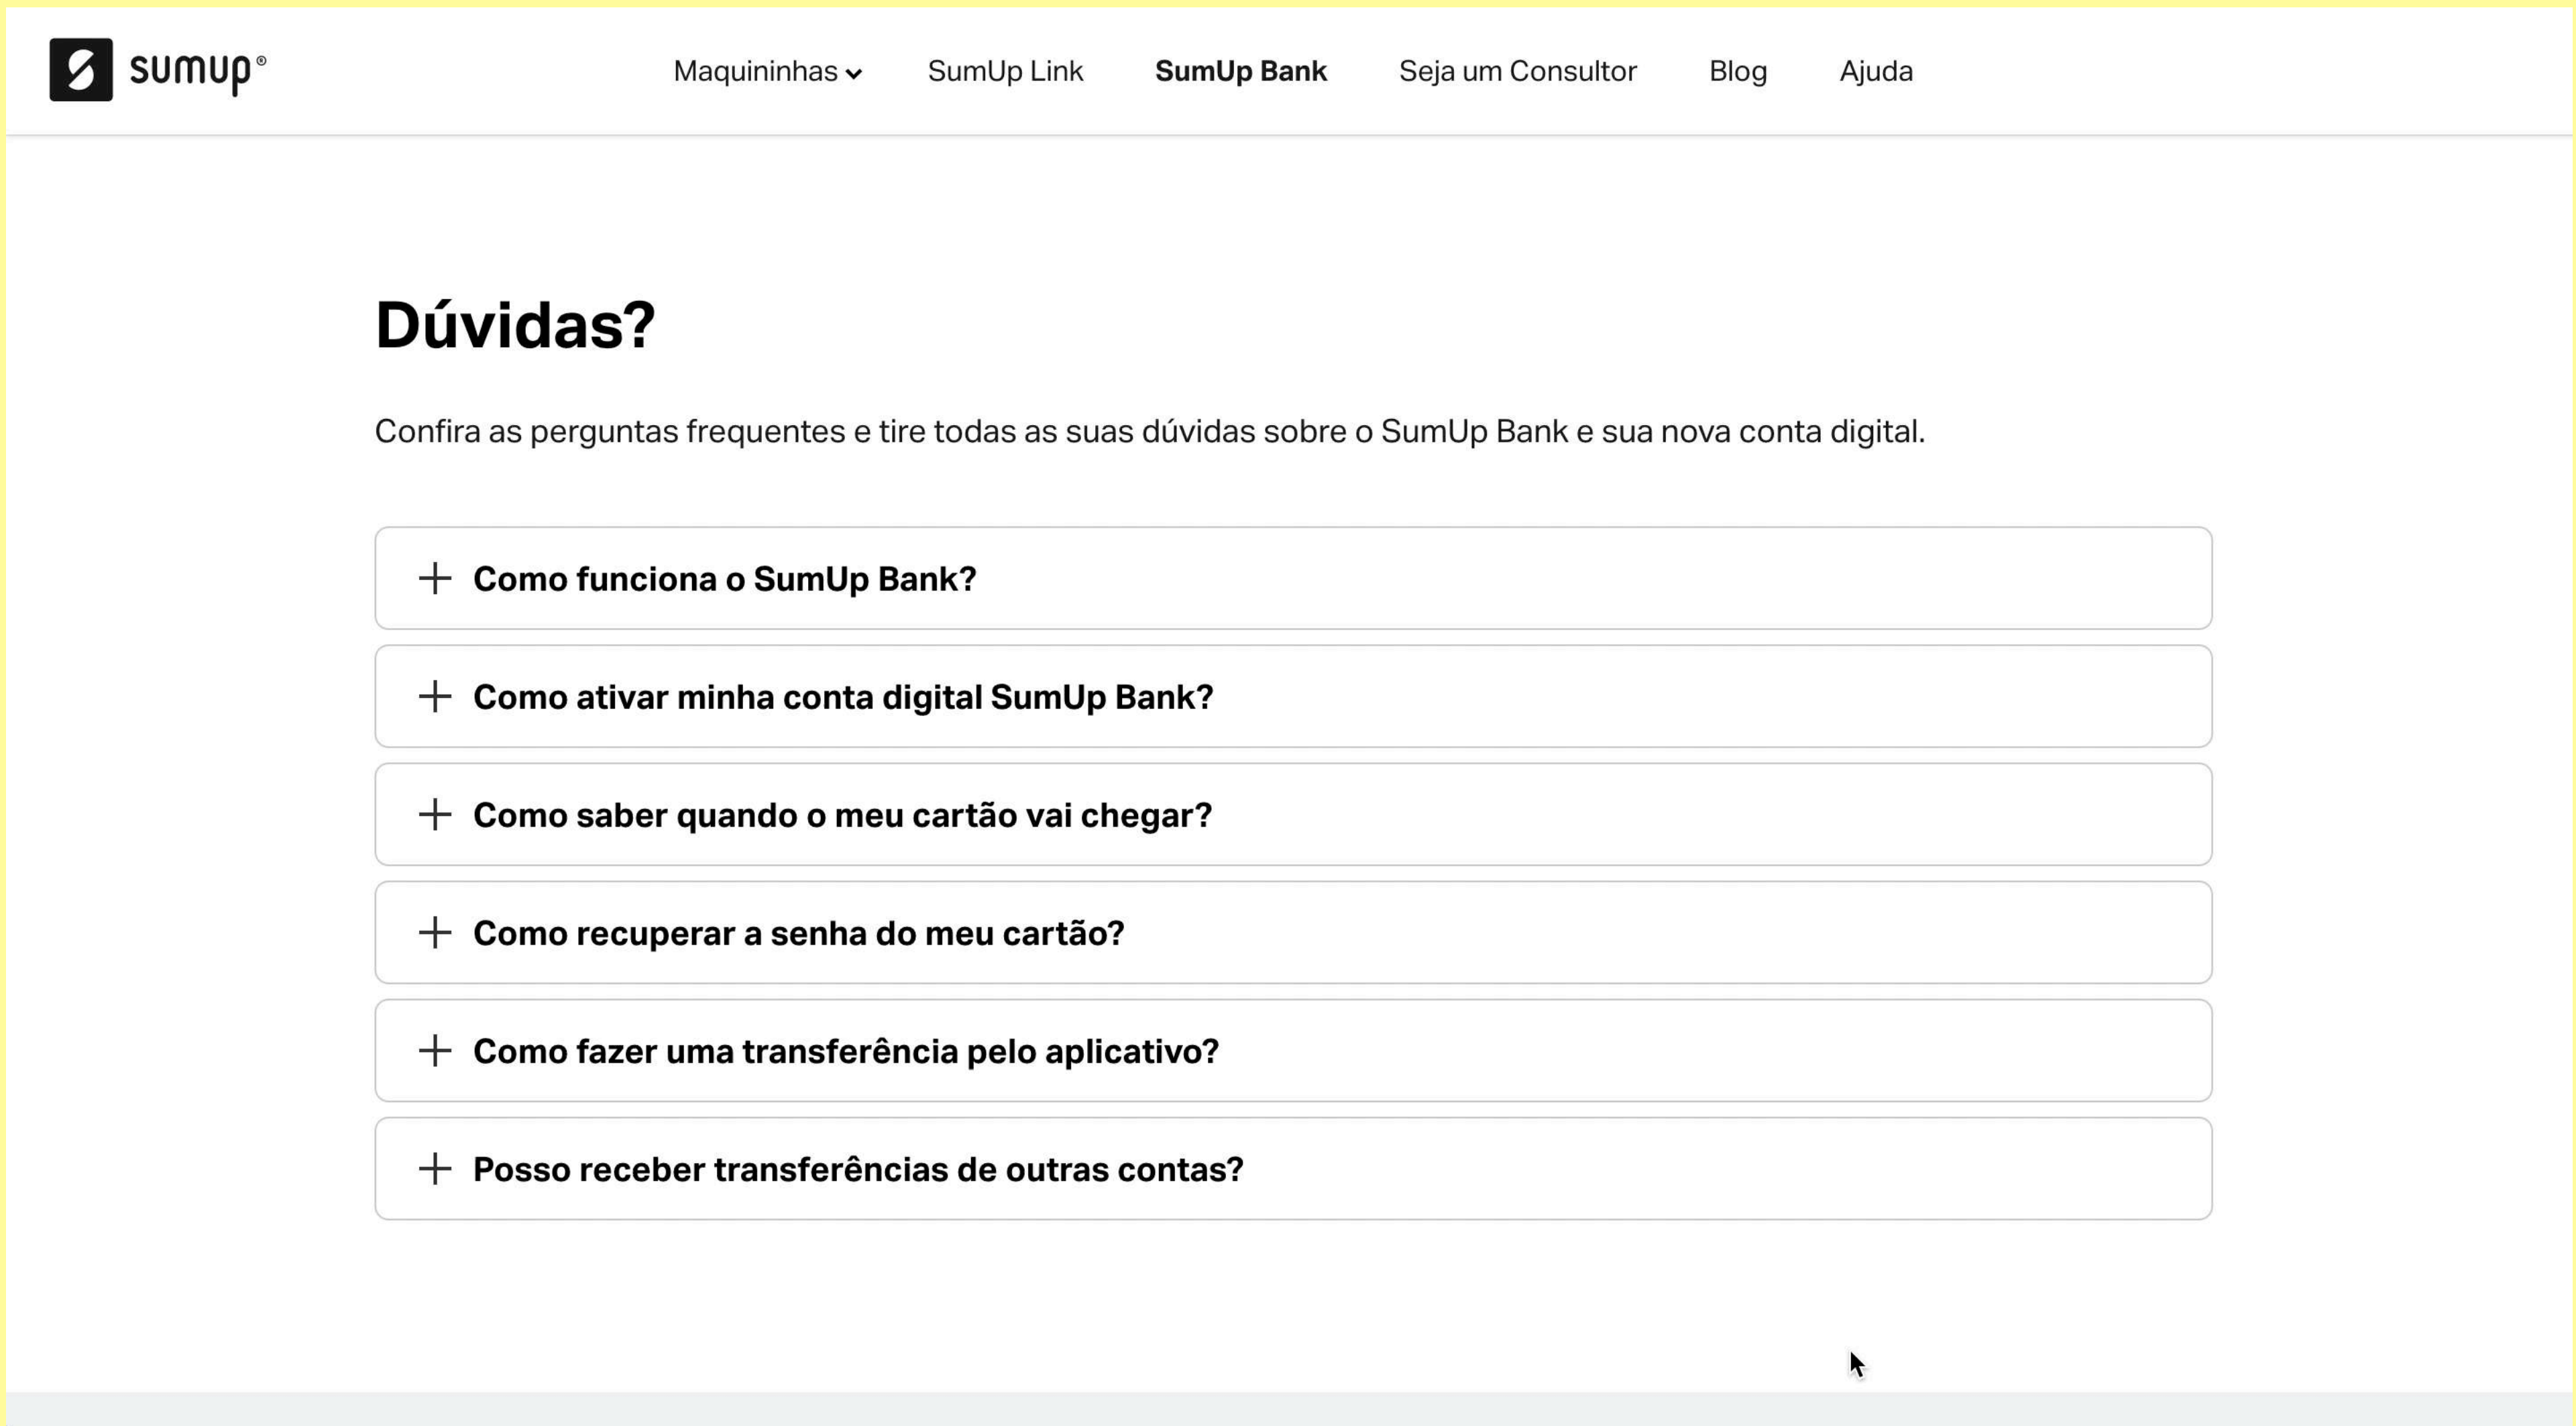 sumup®
Maquininhas
SumUp Link
SumUp Bank
Seja um Consultor
Blog
Ajuda
Dúvidas?
Confira as perguntas frequentes e tire todas as suas dúvidas sobre o SumUp Bank e sua nova conta digital.
Como funciona o SumUp Bank?
Como ativar minha conta digital SumUp Bank?
Como saber quando o meu cartão vai chegar?
Como recuperar a senha do meu cartão?
Como fazer uma transferência pelo aplicativo?
Posso receber transferências de outras contas?